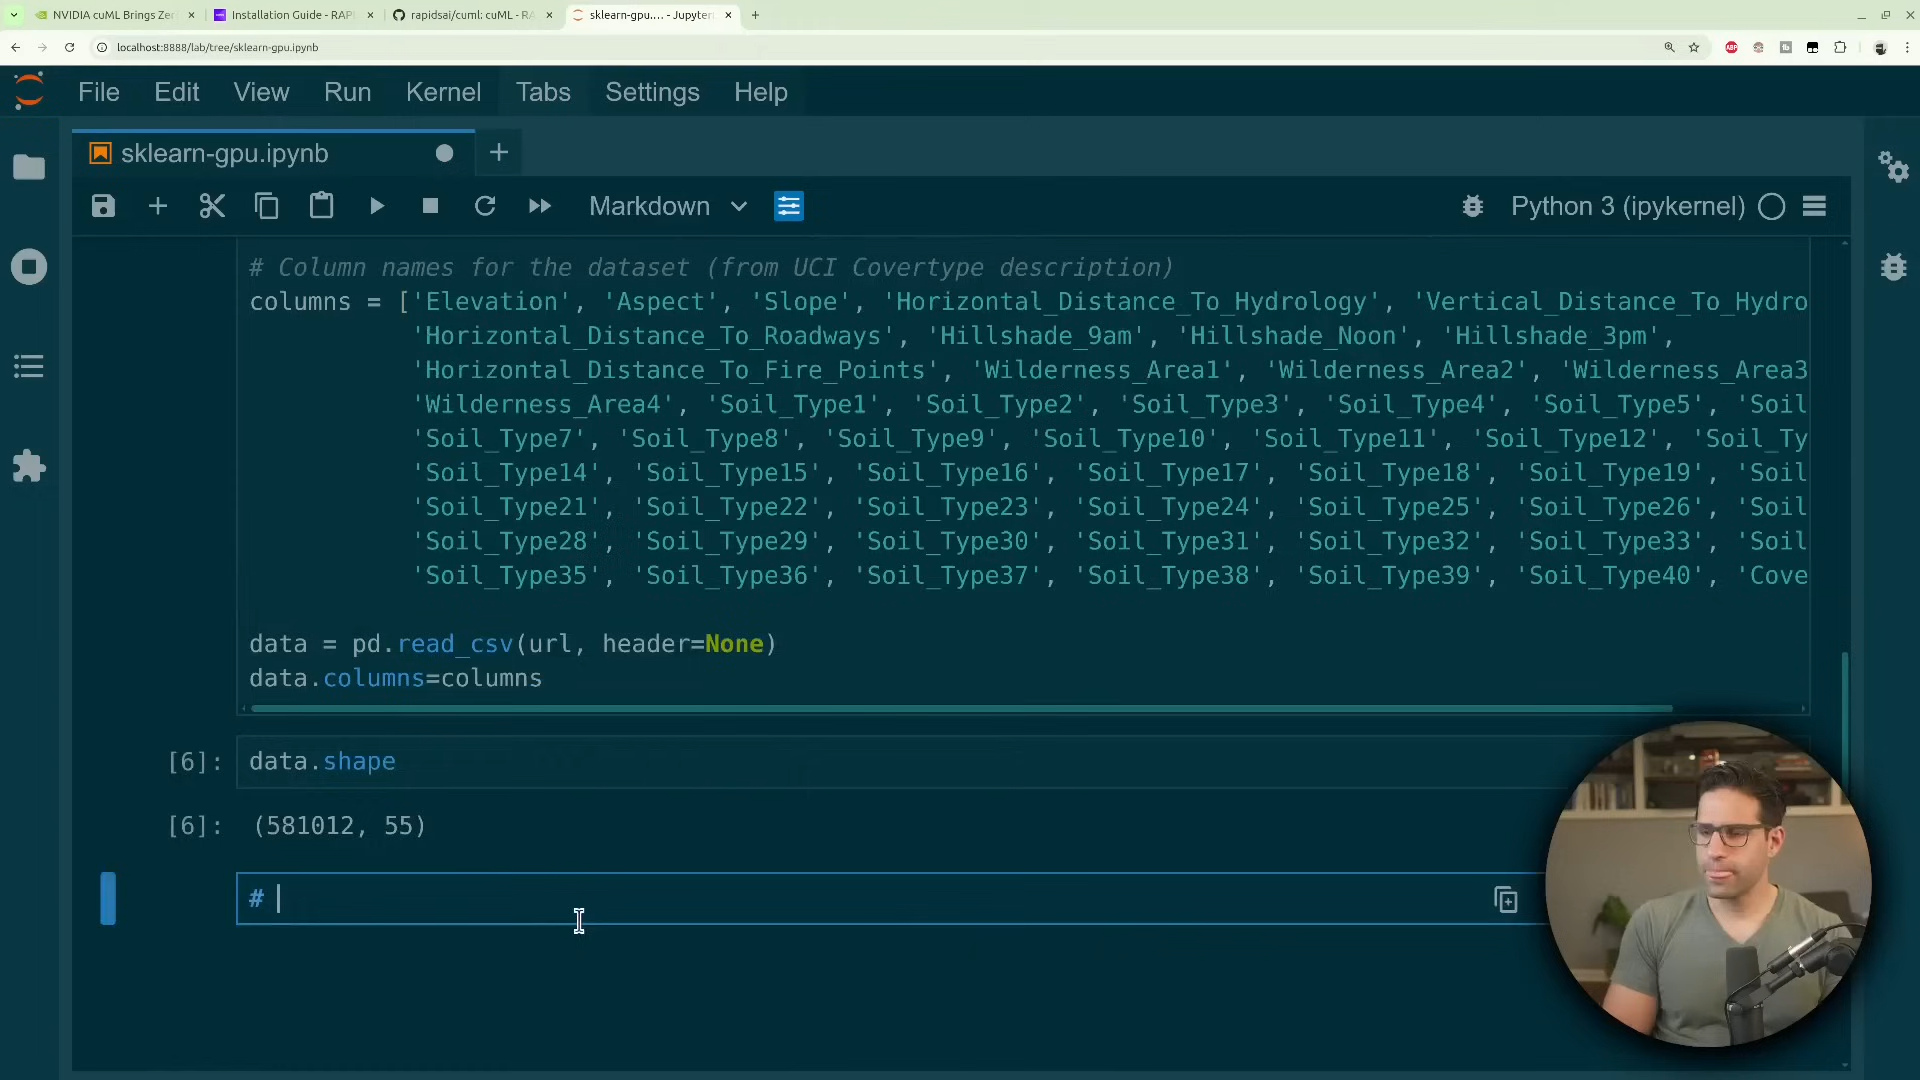 NVIDIA cuML Brings Zer
Installation Guide - RAPI
rapidsai/cuml: cuML - RA
sklearn-gpu.... - Jupyter
localhost:8888/lab/tree/sklearn-gpu.ipynb
ABP
File Edit View Run Kernel Tabs Settings Help
sklearn-gpu.ipynb
Markdown
Python 3 (ipykernel)
# Column names for the dataset (from UCI Covertype description)
columns = ['Elevation', 'Aspect', 'Slope', 'Horizontal_Distance_To_Hydrology', 'Vertical_Distance_To_Hydro
'Horizontal_Distance_To_Roadways', 'Hillshade_9am', 'Hillshade_Noon', 'Hillshade_3pm',
'Horizontal_Distance_To_Fire_Points', 'Wilderness_Area1', 'Wilderness_Area2', 'Wilderness_Area3
'Wilderness_Area4', 'Soil_Type1', 'Soil_Type2', 'Soil_Type3', 'Soil_Type4', 'Soil_Type5', 'Soil
'Soil_Type7', 'Soil_Type8', 'Soil_Type9', 'Soil_Type10', 'Soil_Type11', 'Soil_Type12', 'Soil_Ty
'Soil_Type14', 'Soil_Type15', 'Soil_Type16', 'Soil_Type17', 'Soil_Type18', 'Soil_Type19', 'Soil
'Soil_Type21', 'Soil_Type22', 'Soil_Type23', 'Soil_Type24', 'Soil_Type25', 'Soil_Type26', 'Soil
'Soil_Type28', 'Soil_Type29', 'Soil_Type30', 'Soil_Type31', 'Soil_Type32', 'Soil_Type33', 'Soil
'Soil_Type35', 'Soil_Type36', 'Soil_Type37', 'Soil_Type38', 'Soil_Type39', 'Soil_Type40', 'Cove
data = pd.read_csv(url, header=None)
data.columns=columns
[6]: data.shape
[6]: (581012, 55)
#